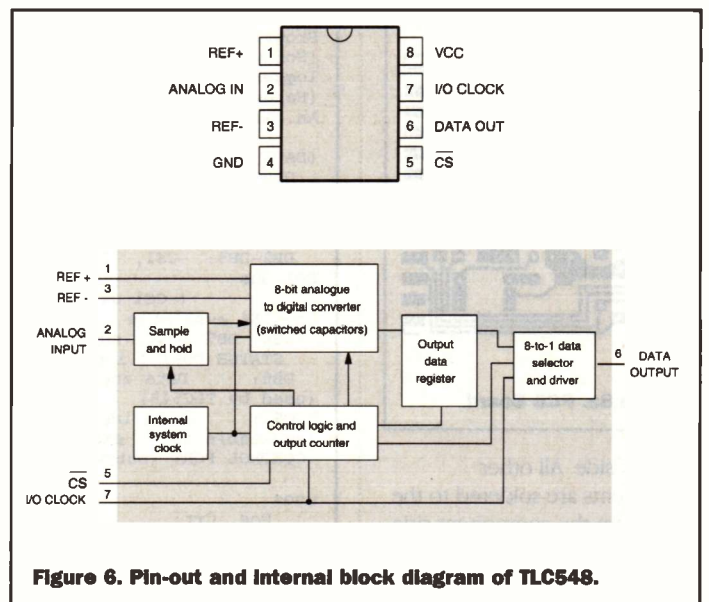 REF+ 1 8 VCC
ANALOG IN 2 7 I/O CLOCK
REF- 3 6 DATA OUT
GND 4 5 CS
REF + 1
REF - 3
ANALOG INPUT 2
Sample and hold
8-bit analogue to digital converter (switched capacitors)
Output data register
8-to-1 data selector and driver
6 DATA OUTPUT
Internal system clock
Control logic and output counter
CS 5
I/O CLOCK 7
Figure 6. Pin-out and internal block diagram of TLC548.